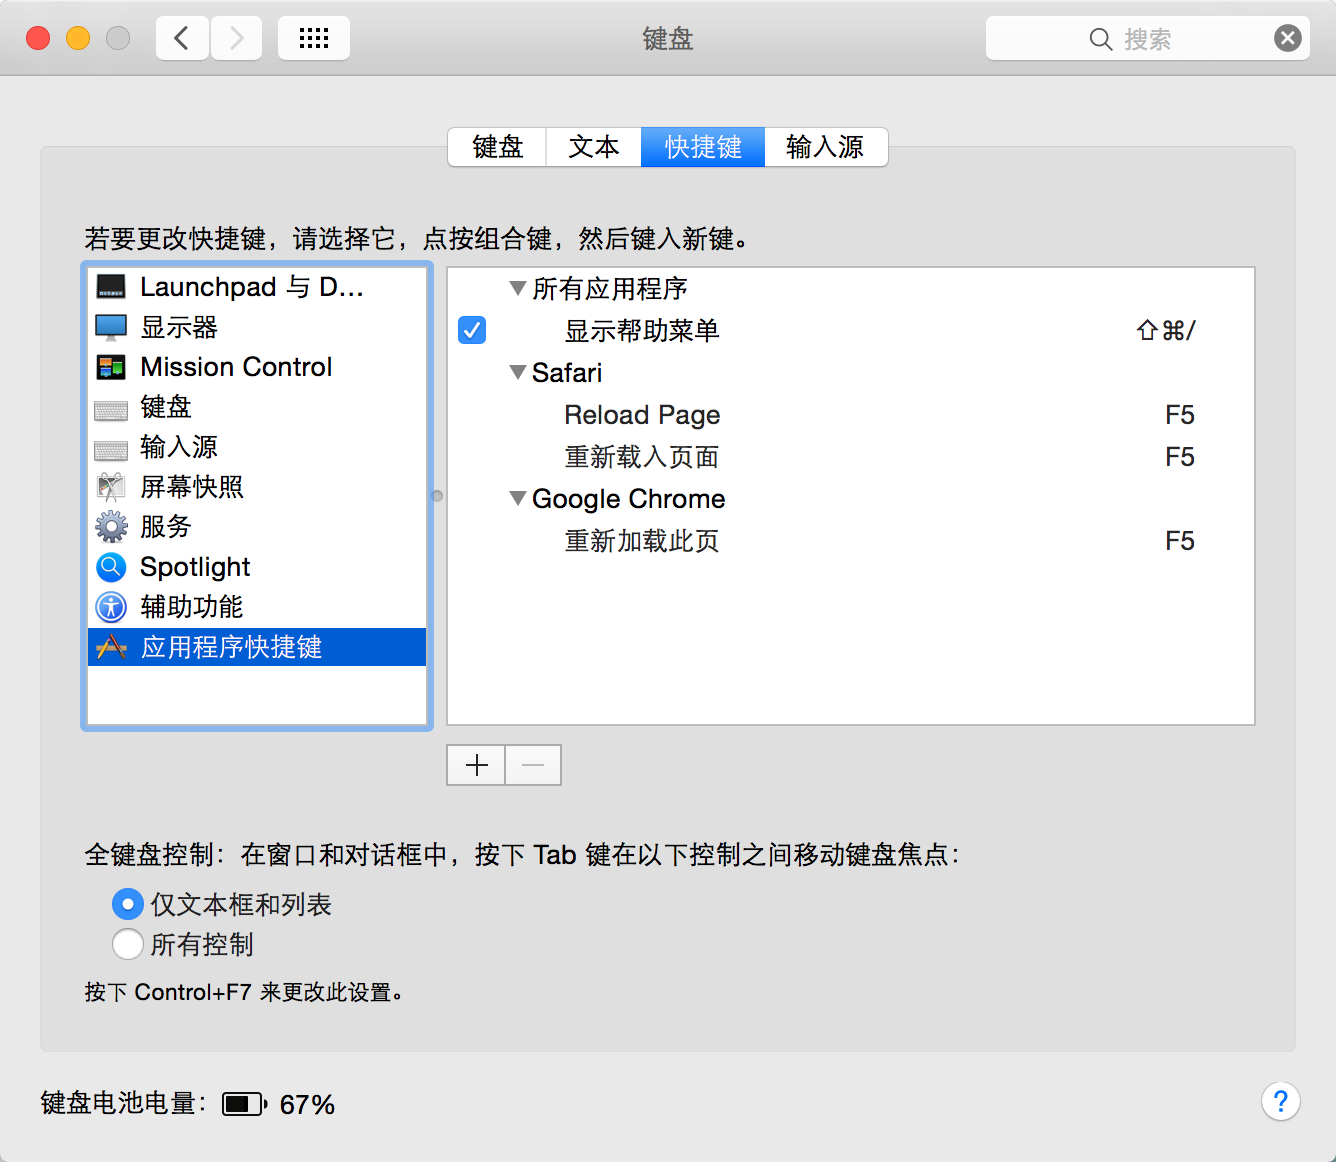 键盘
搜索
键盘 文本 快捷键 输入源
若要更改快捷键，请选择它，点按组合键，然后键入新键。
Launchpad 与 D...
显示器
Mission Control
键盘
输入源
屏幕快照
服务
Spotlight
辅助功能
应用程序快捷键
所有应用程序
显示帮助菜单 ⇧⌘/
Safari
Reload Page F5
重新载入页面 F5
Google Chrome
重新加载此页 F5
全键盘控制：在窗口和对话框中，按下 Tab 键在以下控制之间移动键盘焦点：
仅文本框和列表
所有控制
按下 Control+F7 来更改此设置。
键盘电池电量： 67%
?